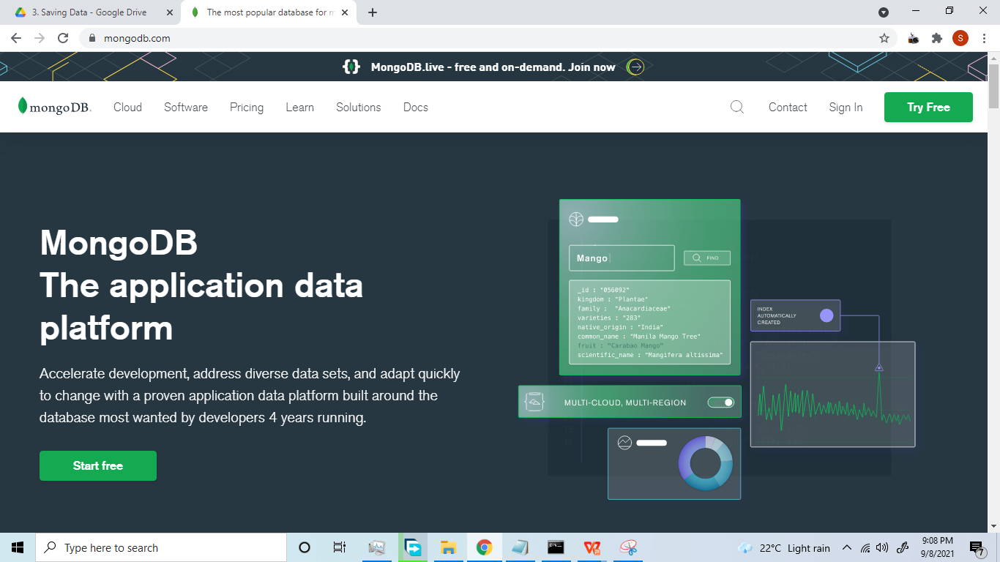 3. Saving Data - Google Drive
The most popular database for m
mongodb.com
S
MongoDB.live - free and on-demand. Join now
mongoDB.
Cloud
Software
Pricing
Learn
Solutions
Docs
Contact
Sign In
Try Free
MongoDB
The application data
platform
Accelerate development, address diverse data sets, and adapt quickly
to change with a proven application data platform built around the
database most wanted by developers 4 years running.
Start free
Mango
FIND
_id : "056092"
kingdom : "Plantae"
family : "Anacardiaceae"
varieties : "283"
native_origin : "India"
common_name : "Manila Mango Tree"
fruit : "Carabao Mango"
scientific_name : "Mangifera altissima"
INDEX
AUTOMATICALLY
CREATED
MULTI-CLOUD, MULTI-REGION
15
16
Type here to search
22°C Light rain
9:08 PM
9/8/2021
7